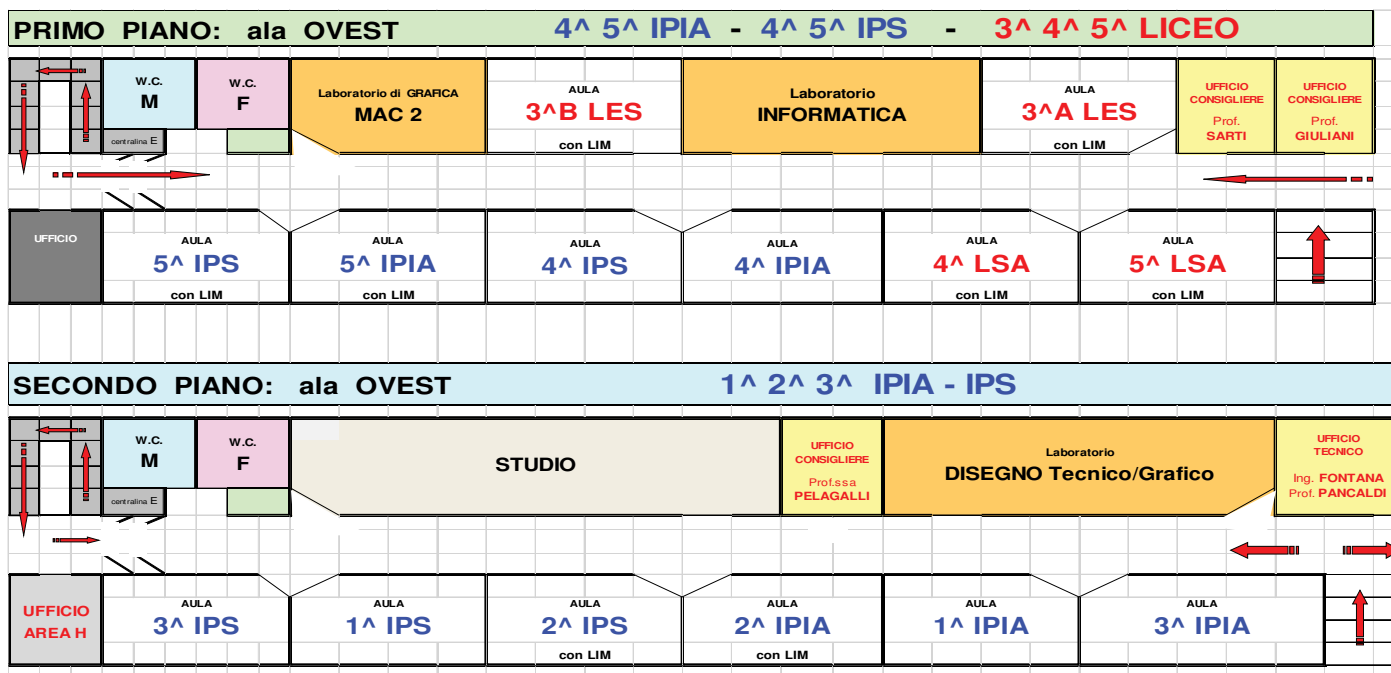 PRIMO PIANO: ala OVEST 4^ 5^ IPIA - 4^ 5^ IPS - 3^ 4^ 5^ LICEO
W.C.
M
W.C.
F
Laboratorio di GRAFICA
MAC 2
AULA
3^B LES
con LIM
Laboratorio
INFORMATICA
AULA
3^A LES
con LIM
UFFICIO
CONSIGLIERE
Prof.
SARTI
UFFICIO
CONSIGLIERE
Prof.
GIULIANI
centralina E
UFFICIO
AULA
5^ IPS
con LIM
AULA
5^ IPIA
con LIM
AULA
4^ IPS
AULA
4^ IPIA
AULA
4^ LSA
con LIM
AULA
5^ LSA
con LIM
SECONDO PIANO: ala OVEST 1^ 2^ 3^ IPIA - IPS
W.C.
M
W.C.
F
STUDIO
UFFICIO
CONSIGLIERE
Prof.ssa
PELAGALLI
Laboratorio
DISEGNO Tecnico/Grafico
UFFICIO
TECNICO
Ing. FONTANA
Prof. PANCALDI
centralina E
UFFICIO
AREA H
AULA
3^ IPS
AULA
1^ IPS
AULA
2^ IPS
con LIM
AULA
2^ IPIA
con LIM
AULA
1^ IPIA
AULA
3^ IPIA